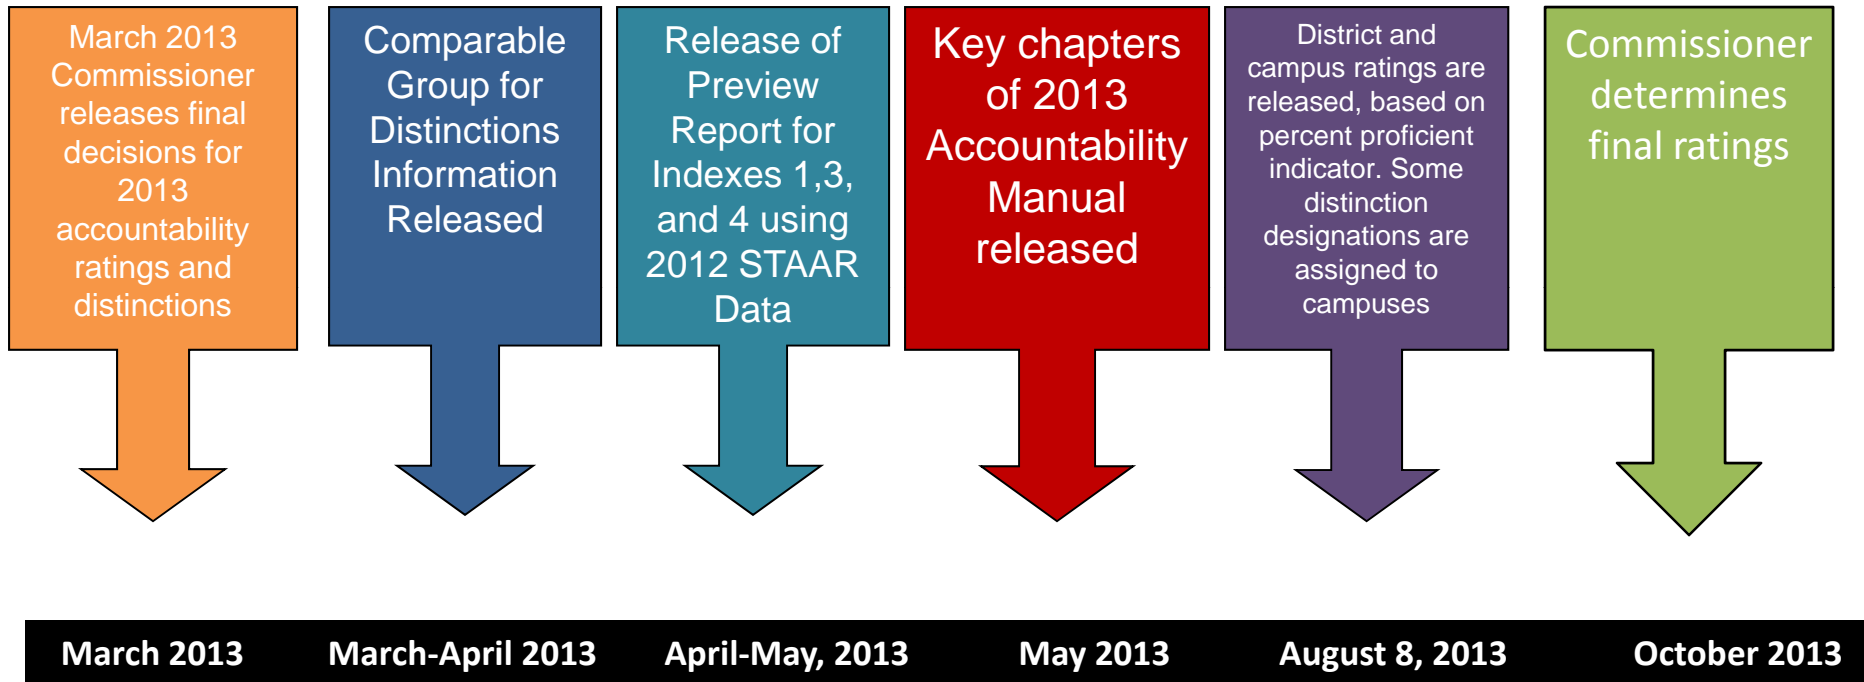 March 2013
Commissioner
releases final
decisions for
2013
accountability
ratings and
distinctions
Comparable
Group for
Distinctions
Information
Released
Release of
Preview
Report for
Indexes 1,3,
and 4 using
2012 STAAR
Data
Key chapters
of 2013
Accountability
Manual
released
District and
campus ratings are
released, based on
percent proficient
indicator. Some
distinction
designations are
assigned to
campuses
Commissioner
determines
final ratings
March 2013
March-April 2013
April-May, 2013
May 2013
August 8, 2013
October 2013